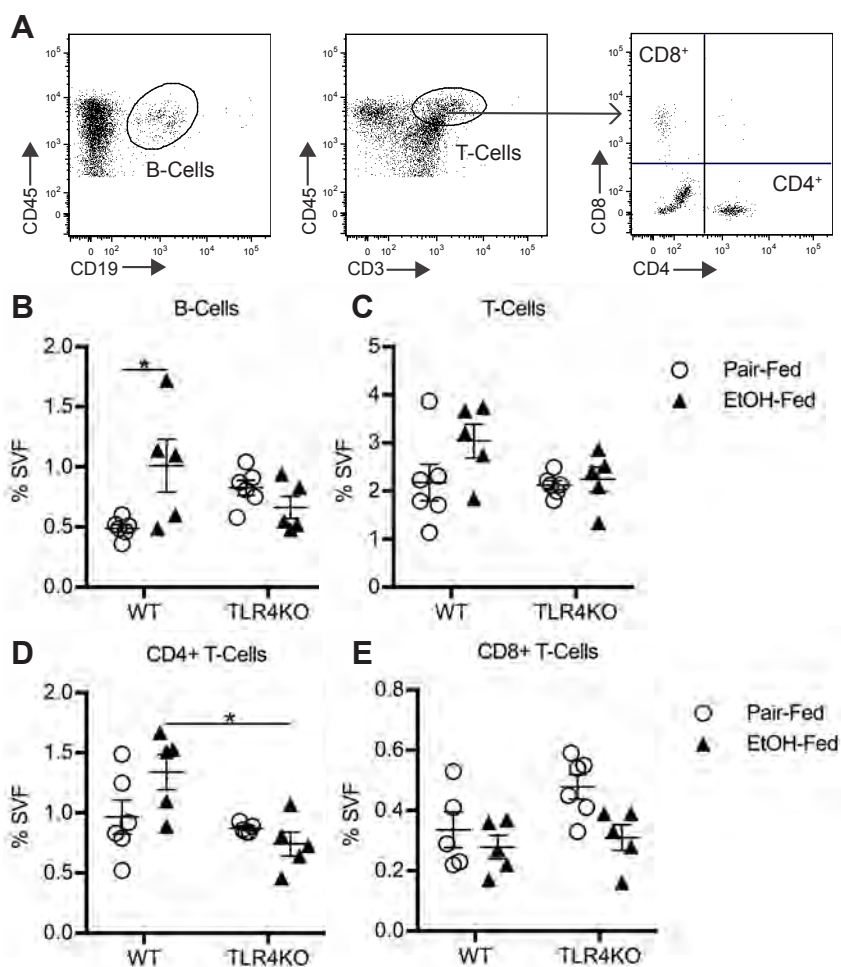 A
10⁵
10⁴
10³
10²
0
CD45
B-Cells
0 10² 10³ 10⁴ 10⁵
CD19
10⁵
10⁴
10³
10²
0
CD45
T-Cells
0 10² 10³ 10⁴ 10⁵
CD3
10⁵
10⁴
10³
10²
0
CD8
CD8⁺
CD4⁺
0 10² 10³ 10⁴ 10⁵
CD4
B
B-Cells
2.0
1.5
1.0
0.5
0.0
% SVF
*
WT TLR4KO
C
T-Cells
5
4
3
2
1
0
% SVF
WT TLR4KO
Pair-Fed
EtOH-Fed
D
CD4+ T-Cells
2.0
1.5
1.0
0.5
0.0
% SVF
*
WT TLR4KO
E
CD8+ T-Cells
0.8
0.6
0.4
0.2
0.0
% SVF
WT TLR4KO
Pair-Fed
EtOH-Fed